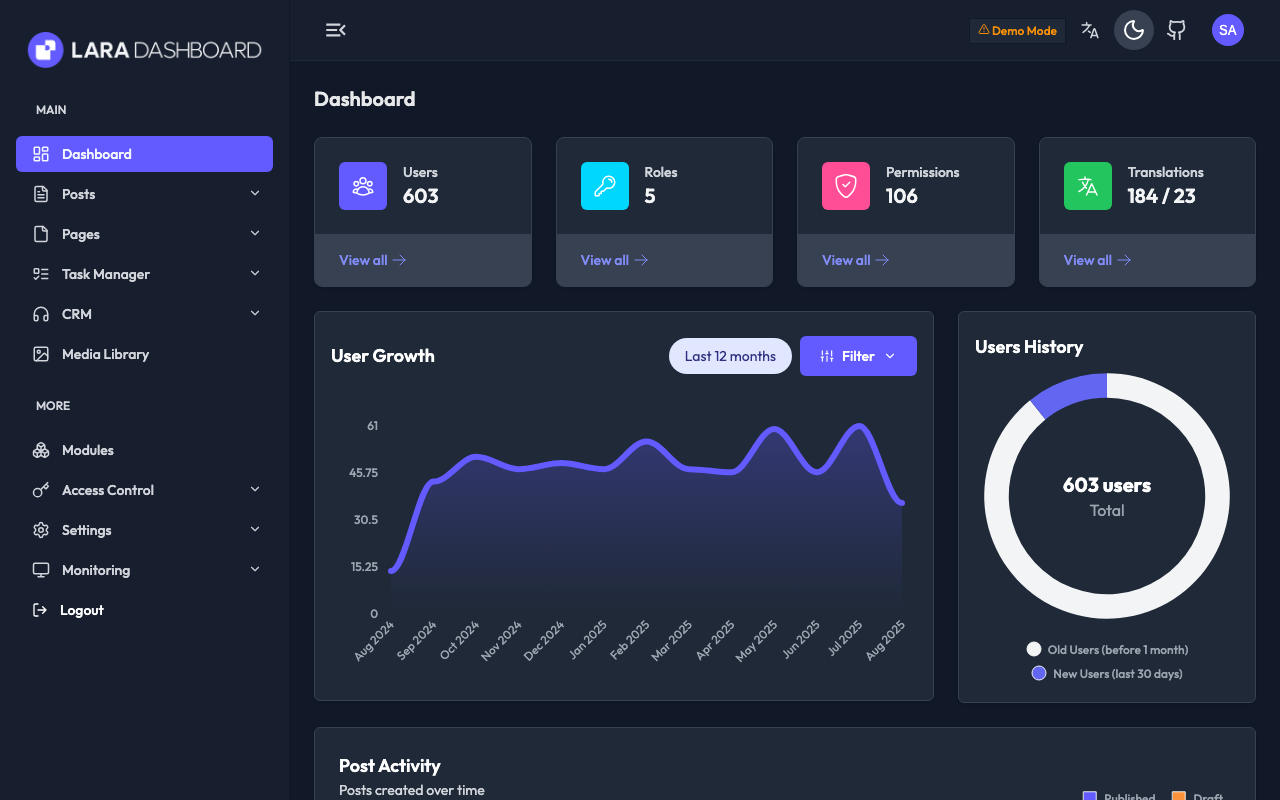 LARA DASHBOARD
Demo Mode
SA
MAIN
Dashboard
Posts
Pages
Task Manager
CRM
Media Library
MORE
Modules
Access Control
Settings
Monitoring
Logout
Dashboard
Users
603
View all
Roles
5
View all
Permissions
106
View all
Translations
184 / 23
View all
User Growth
Last 12 months
Filter
61
45.75
30.5
15.25
0
Aug 2024
Sep 2024
Oct 2024
Nov 2024
Dec 2024
Jan 2025
Feb 2025
Mar 2025
Apr 2025
May 2025
Jun 2025
Jul 2025
Aug 2025
Users History
603 users
Total
Old Users (before 1 month)
New Users (last 30 days)
Post Activity
Posts created over time
Published
Draft